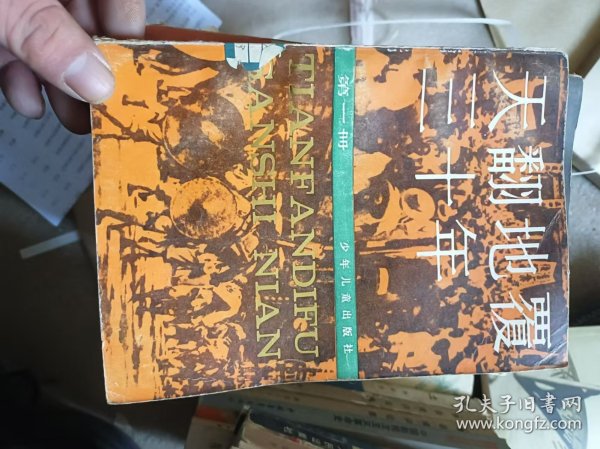 天翻地覆
三十年
第一册
少年儿童出版社
TIANFANDIFU
SANSHI NIAN
孔夫子旧书网
www.kongfz.com